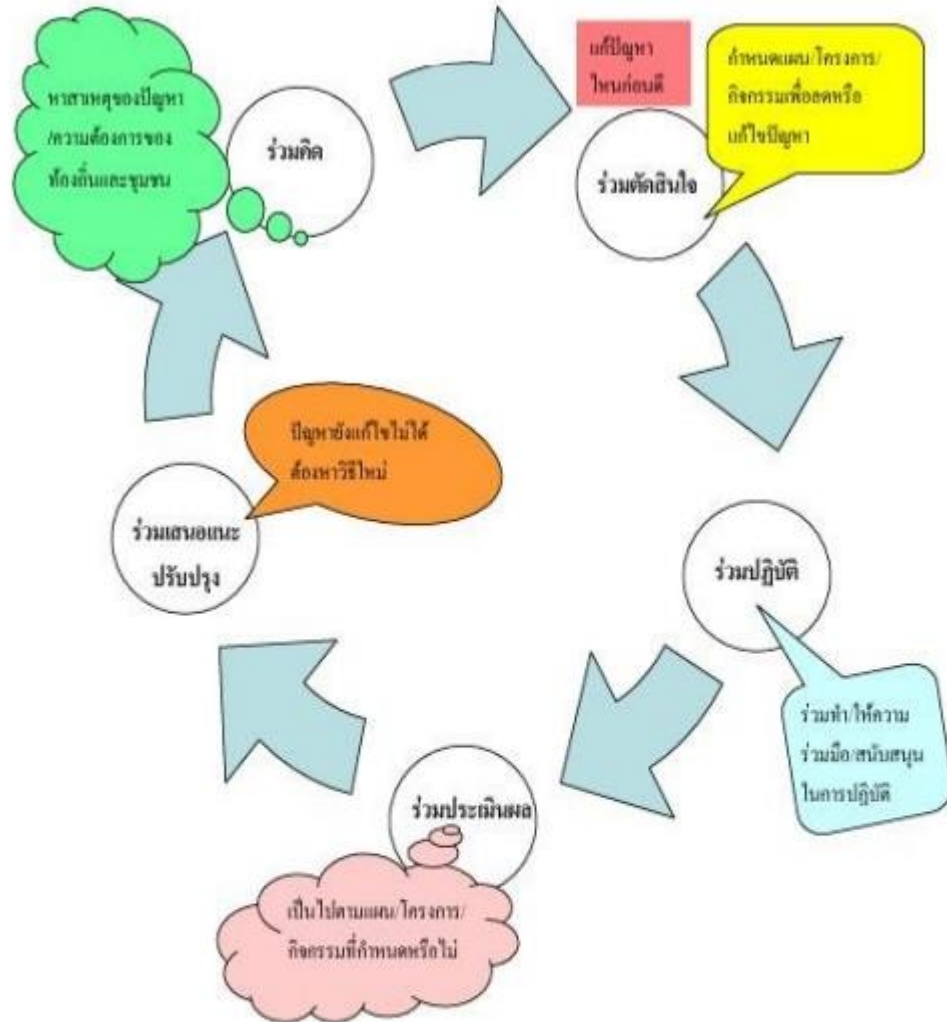 หาสาเหตุของปัญหา
/ความต้องการของ
ท้องถิ่นและชุมชน
ร่วมคิด
แก้ปัญหา
ไหนก่อนดี
กำหนดแผน/โครงการ/
กิจกรรมเพื่อลดหรือ
แก้ไขปัญหา
ร่วมตัดสินใจ
ร่วมปฏิบัติ
ร่วมทำ/ให้ความ
ร่วมมือ/สนับสนุน
ในการปฏิบัติ
ร่วมประเมินผล
เป็นไปตามแผน/โครงการ/
กิจกรรมที่กำหนดหรือไม่
ร่วมเสนอแนะ
ปรับปรุง
ปัญหายังแก้ไขไม่ได้
ต้องหาวิธีใหม่